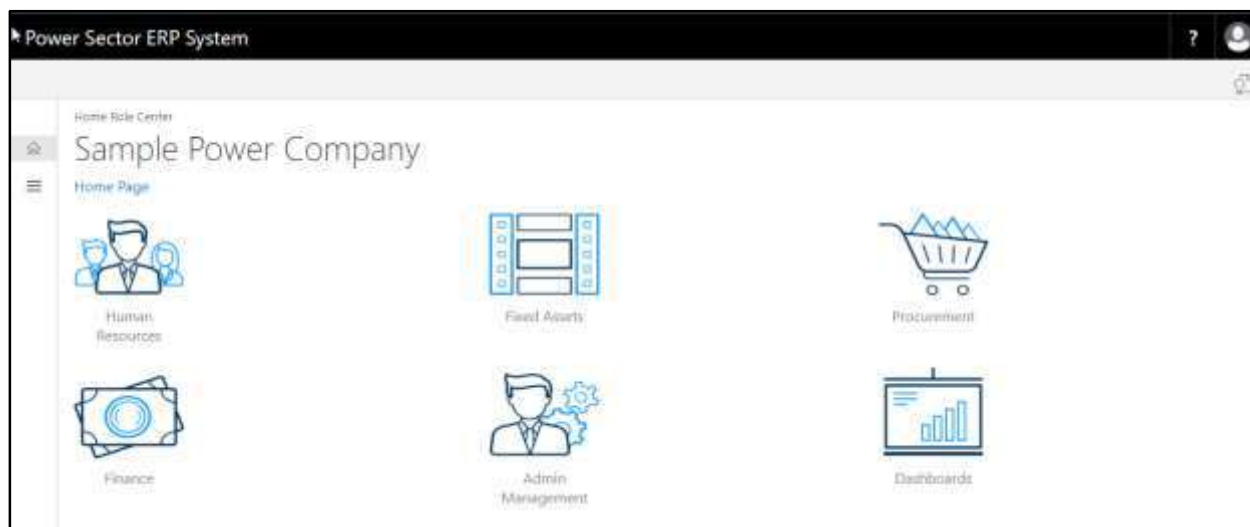 Power Sector ERP System ?
Home Role Center
Sample Power Company
Home Page
Human
Resources
Fixed Assets
Procurement
Finance
Admin
Management
Dashboards